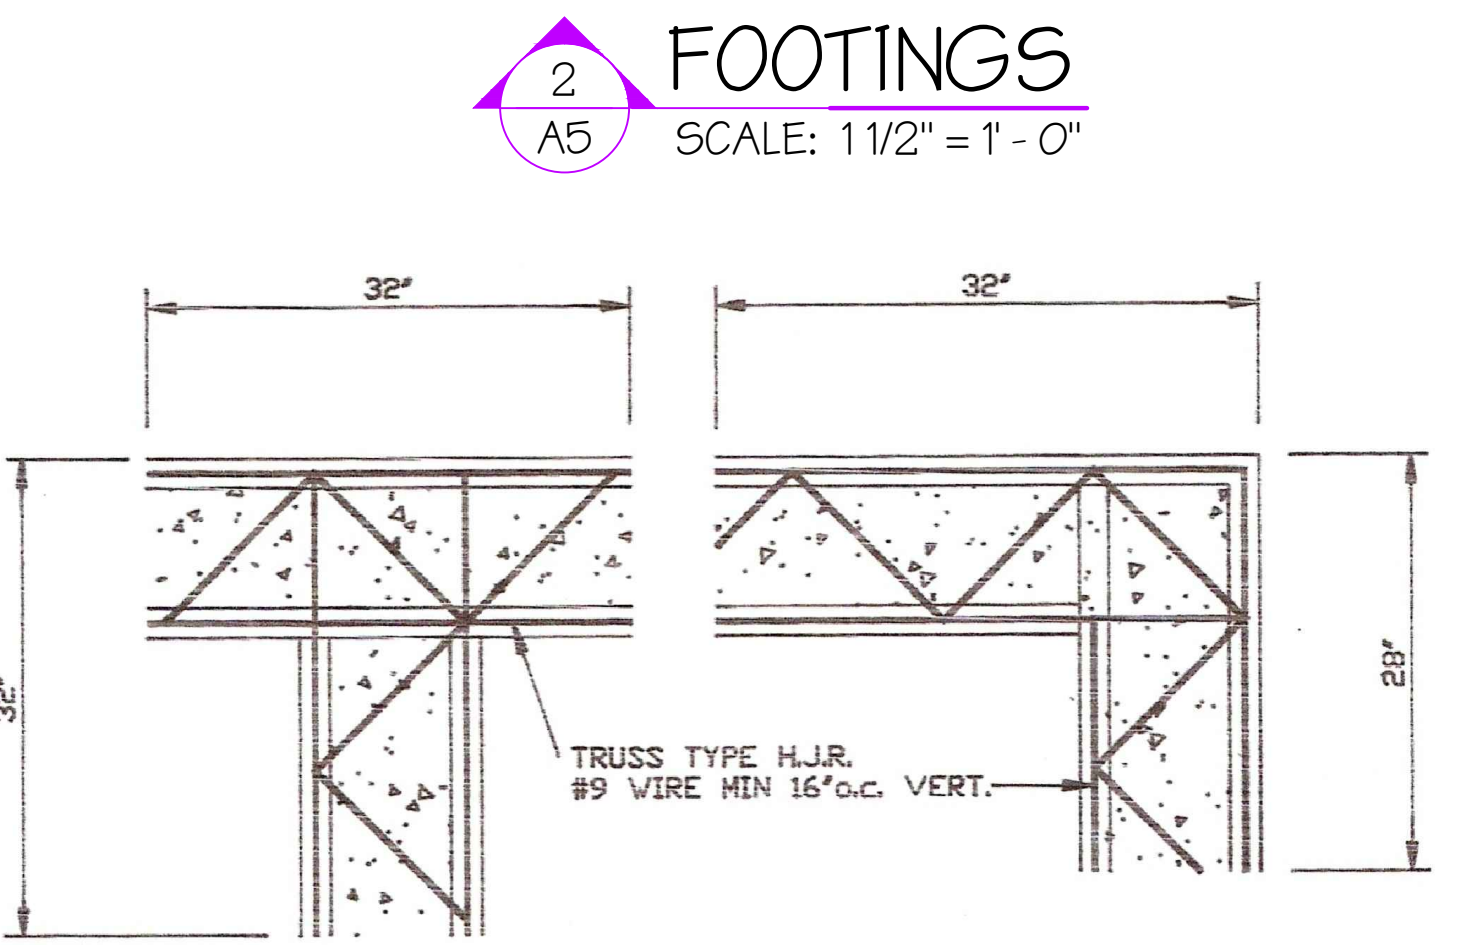 2
A5
FOOTINGS
SCALE: 1 1/2" = 1' - 0"
32"
32"
32"
28"
TRUSS TYPE H.J.R.
#9 WIRE MIN 16"o.c. VERT.